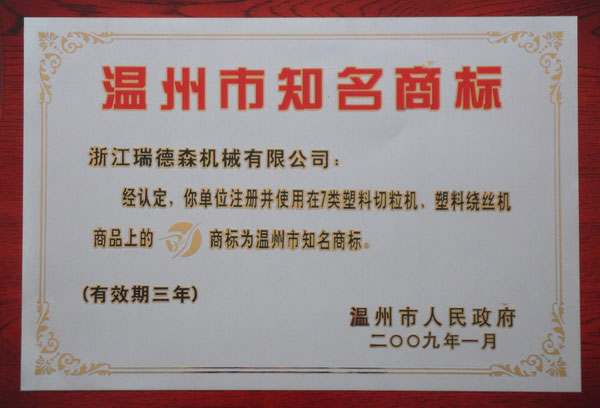 温州市知名商标
浙江瑞德森机械有限公司：
经认定，你单位注册并使用在7类塑料切粒机、塑料绕丝机
商品上的 商标为温州市知名商标。
(有效期三年)
温州市人民政府
二〇〇九年一月